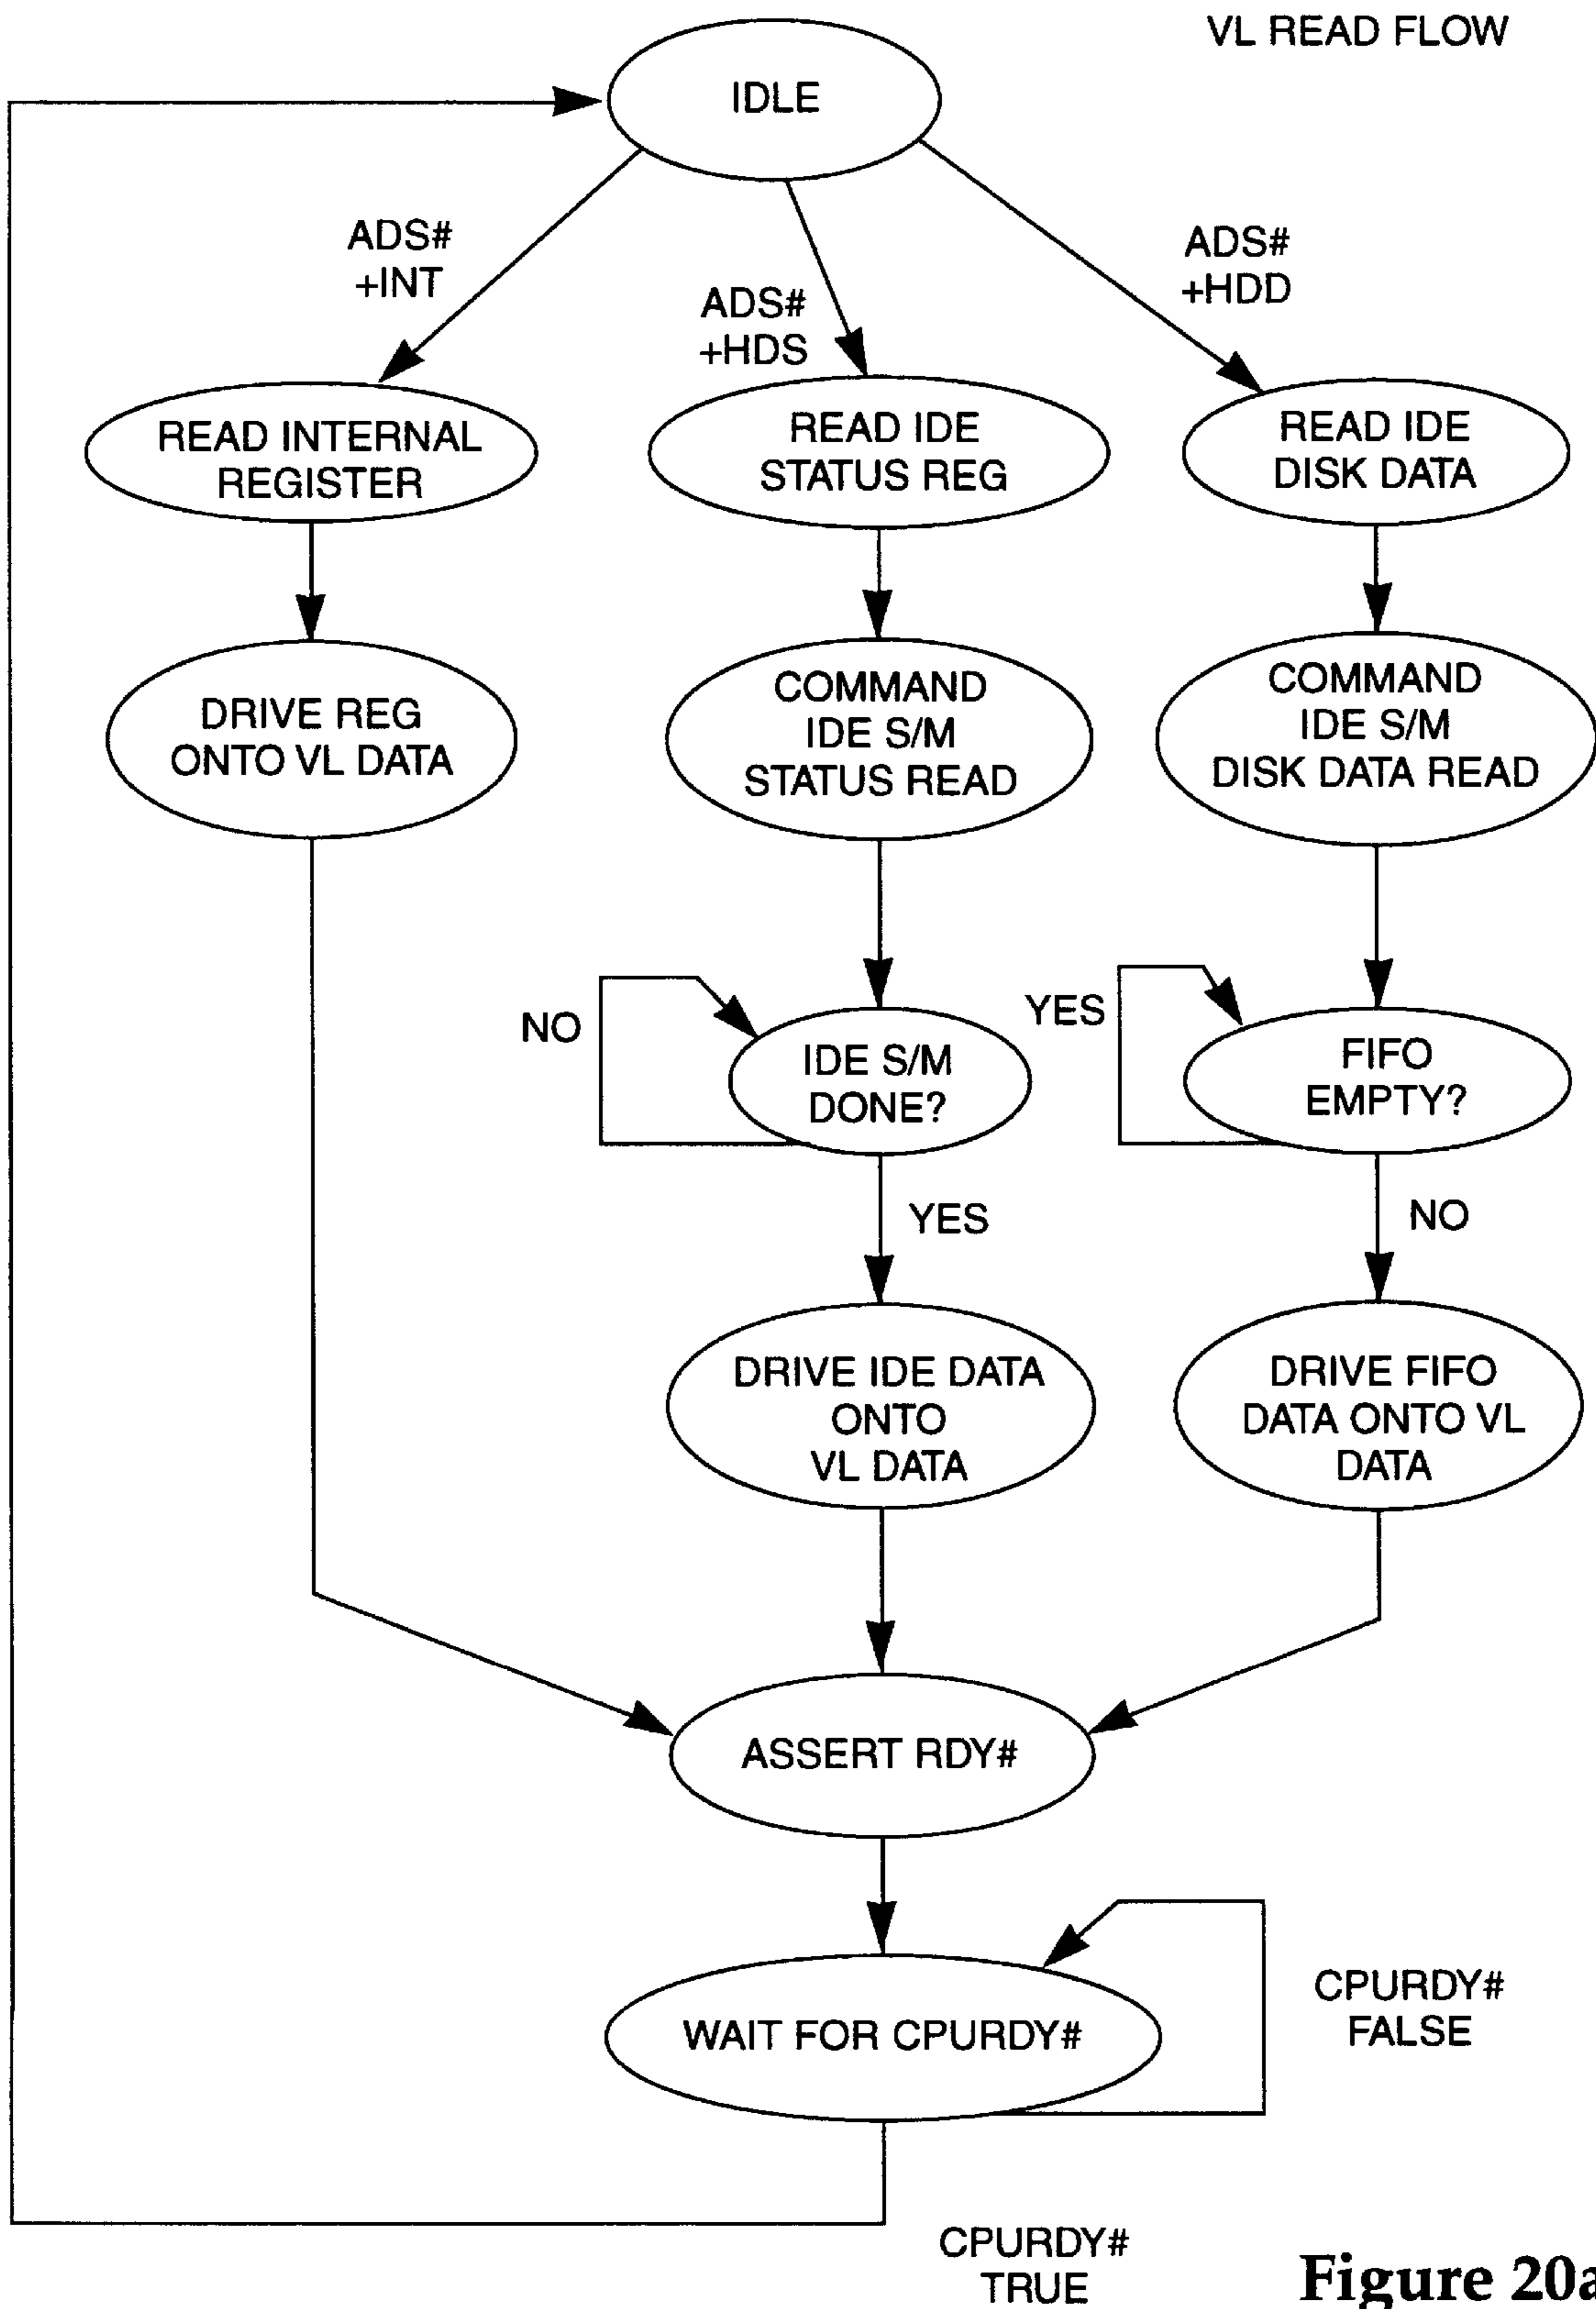 VL READ FLOW
IDLE
ADS#
+INT
ADS#
+HDS
ADS#
+HDD
READ INTERNAL
REGISTER
READ IDE
STATUS REG
READ IDE
DISK DATA
DRIVE REG
ONTO VL DATA
COMMAND
IDE S/M
STATUS READ
COMMAND
IDE S/M
DISK DATA READ
NO
IDE S/M
DONE?
YES
FIFO
EMPTY?
YES
NO
DRIVE IDE DATA
ONTO
VL DATA
DRIVE FIFO
DATA ONTO VL
DATA
ASSERT RDY#
WAIT FOR CPURDY#
CPURDY#
FALSE
CPURDY#
TRUE
Figure 20a